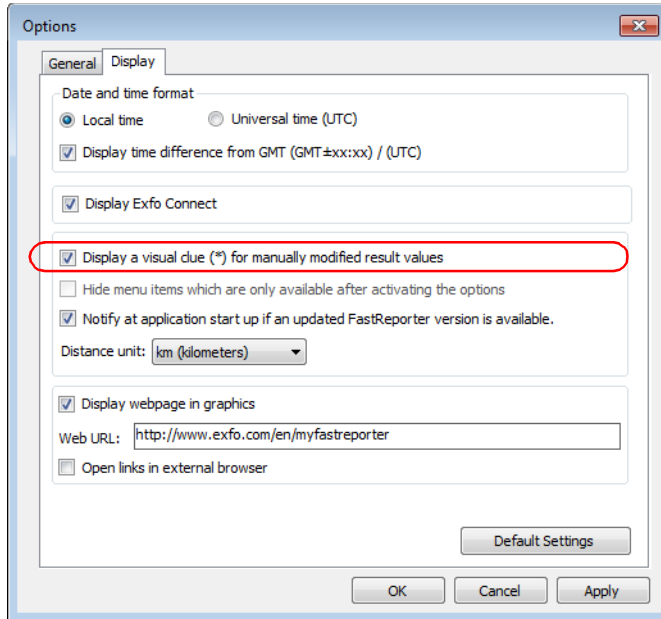 Options
General Display
Date and time format
Local time Universal time (UTC)
Display time difference from GMT (GMT±xx:xx) / (UTC)
Display Exfo Connect
Display a visual clue (*) for manually modified result values
Hide menu items which are only available after activating the options
Notify at application start up if an updated FastReporter version is available.
Distance unit: km (kilometers)
Display webpage in graphics
Web URL: http://www.exfo.com/en/myfastreporter
Open links in external browser
Default Settings
OK Cancel Apply